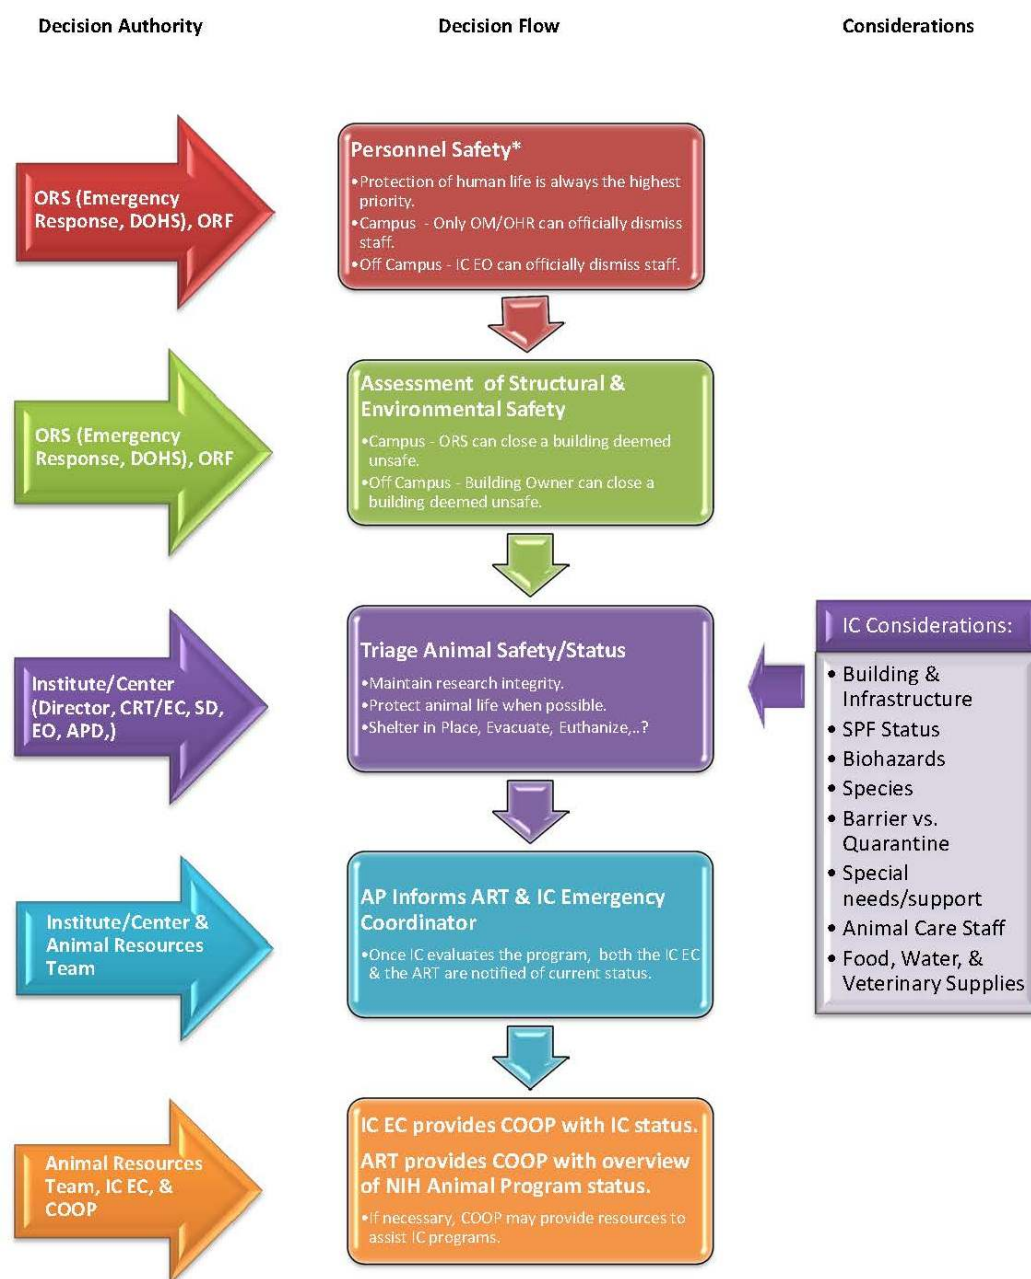 Decision Authority
Decision Flow
Considerations
ORS (Emergency
Response, DOHS), ORF
Personnel Safety*
•Protection of human life is always the highest
priority.
•Campus - Only OM/OHR can officially dismiss
staff.
•Off Campus - IC EO can officially dismiss staff.
ORS (Emergency
Response, DOHS), ORF
Assessment of Structural &
Environmental Safety
•Campus - ORS can close a building deemed
unsafe.
•Off Campus - Building Owner can close a
building deemed unsafe.
Institute/Center
(Director, CRT/EC, SD,
EO, APD,)
Triage Animal Safety/Status
•Maintain research integrity.
•Protect animal life when possible.
•Shelter in Place, Evacuate, Euthanize,..?
IC Considerations:
• Building &
Infrastructure
• SPF Status
• Biohazards
• Species
• Barrier vs.
Quarantine
• Special
needs/support
• Animal Care Staff
• Food, Water, &
Veterinary Supplies
Institute/Center &
Animal Resources
Team
AP Informs ART & IC Emergency
Coordinator
•Once IC evaluates the program, both the IC EC
& the ART are notified of current status.
Animal Resources
Team, IC EC, &
COOP
IC EC provides COOP with IC status.
ART provides COOP with overview
of NIH Animal Program status.
•If necessary, COOP may provide resources to
assist IC programs.